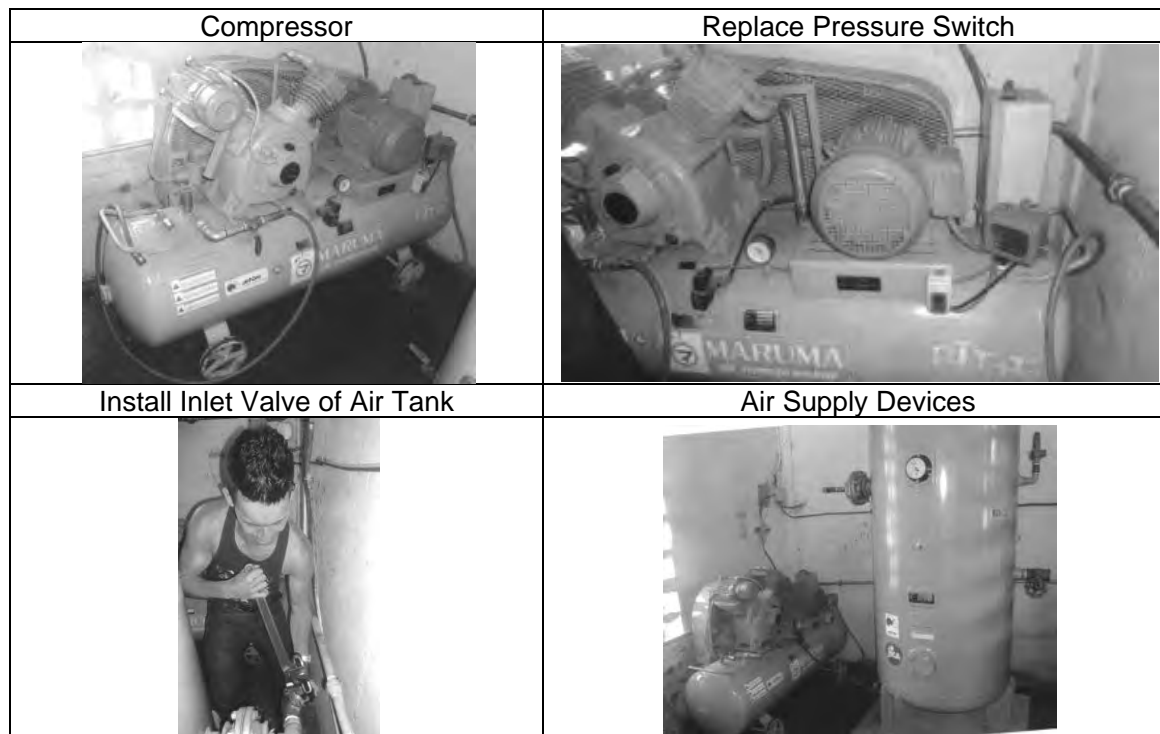 Compressor
Replace Pressure Switch
MARUMA
MARUMA
Install Inlet Valve of Air Tank
Air Supply Devices